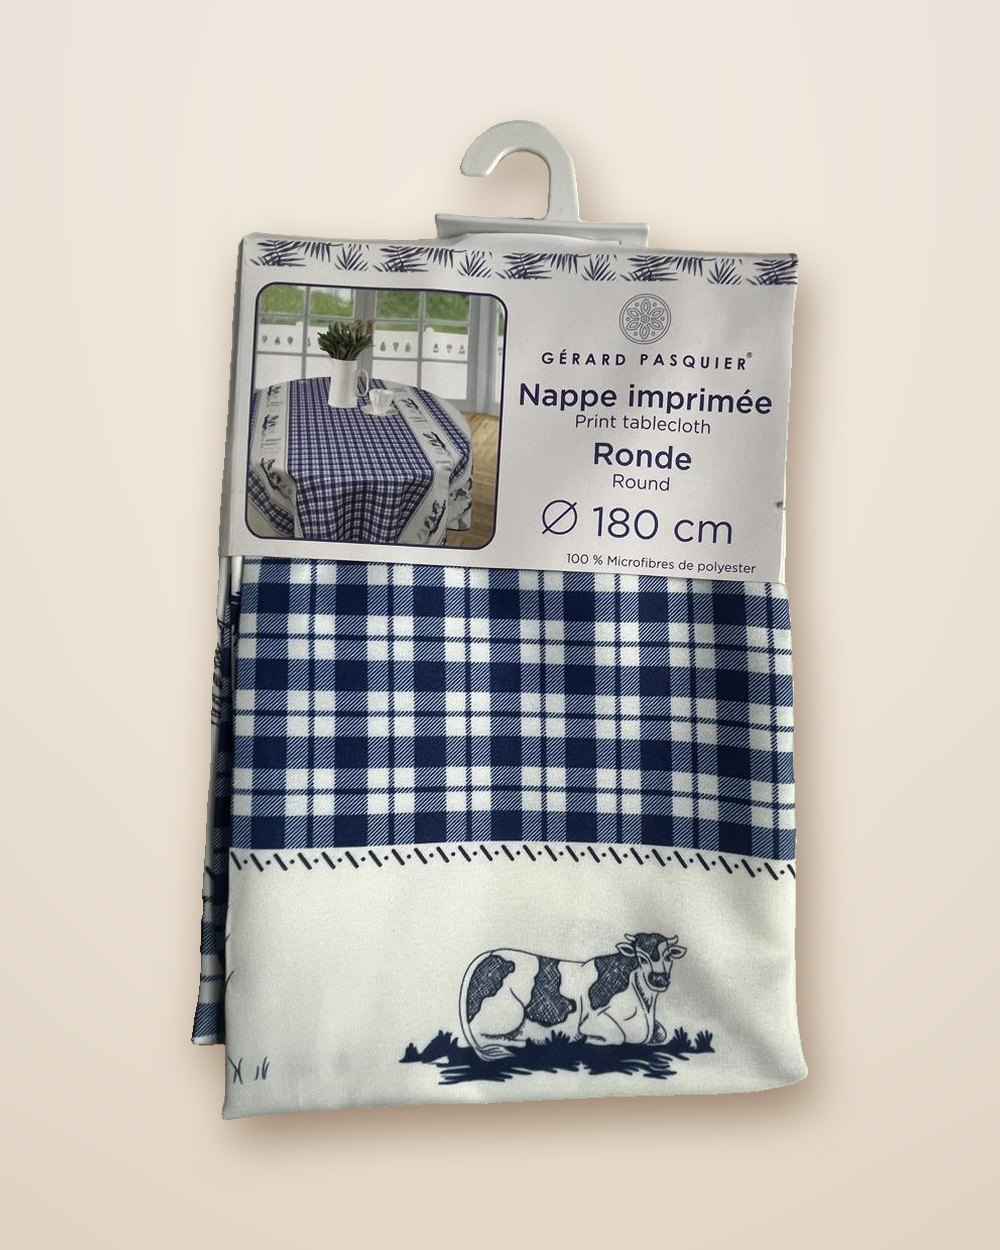 GÉRARD PASQUIER®
Nappe imprimée
Print tablecloth
Ronde
Round
Ø 180 cm
100 % Microfibres de polyester